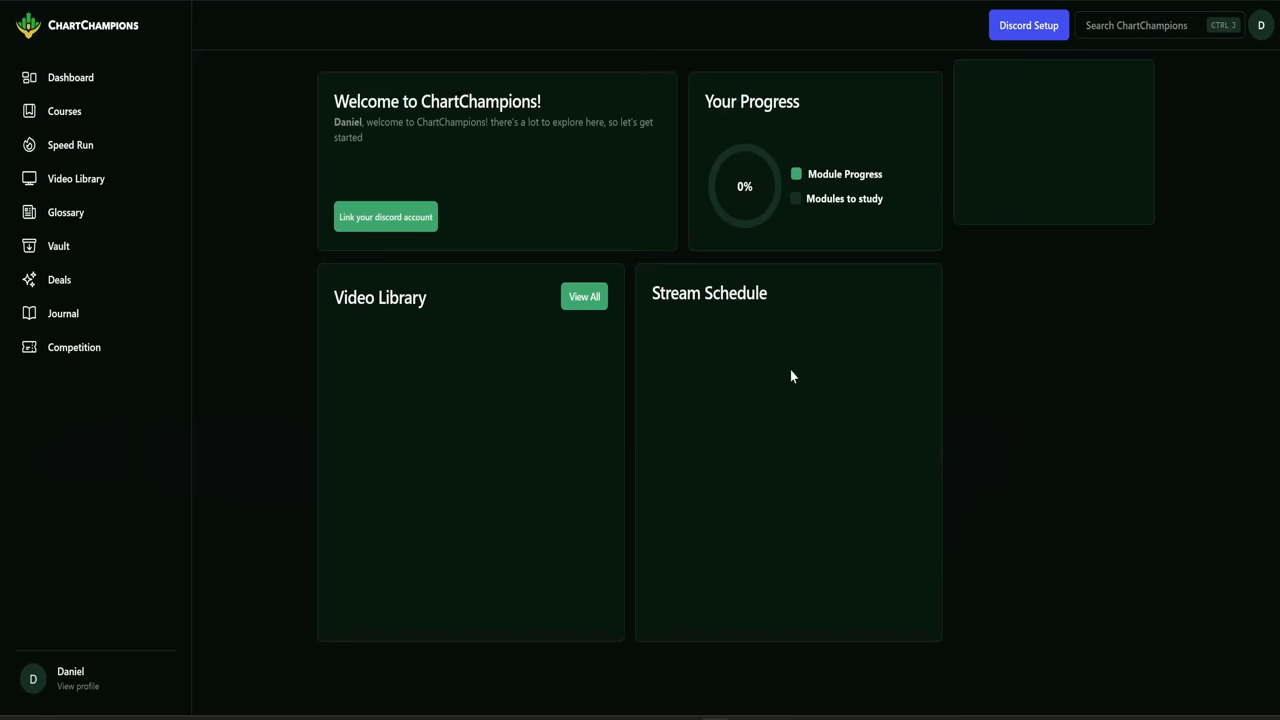 CHARTCHAMPIONS
Discord Setup
Search ChartChampions
CTRL J
D
Dashboard
Courses
Speed Run
Video Library
Glossary
Vault
Deals
Journal
Competition
Welcome to ChartChampions!
Daniel, welcome to ChartChampions! there's a lot to explore here, so let's get
started
Link your discord account
Your Progress
0%
Module Progress
Modules to study
Video Library
View All
Stream Schedule
D
Daniel
View profile